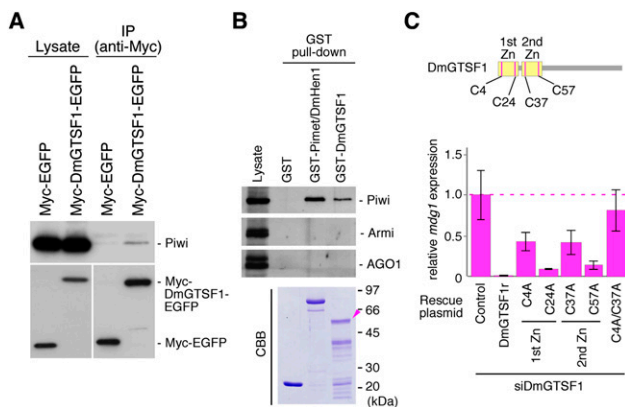 A
Lysate
IP
(anti-Myc)
Myc-EGFP
Myc-DmGTSF1-EGFP
Myc-EGFP
Myc-DmGTSF1-EGFP
- Piwi
- Myc-
DmGTSF1-
EGFP
- Myc-EGFP
B
GST
pull-down
Lysate
GST
GST-Pimet/DmHen1
GST-DmGTSF1
- Piwi
- Armi
- AGO1
CBB
97
66
45
30
20
(kDa)
C
1st 2nd
Zn Zn
DmGTSF1
C4
C24
C37
C57
relative mdg1 expression
1.5
1.0
0.5
0
Rescue
plasmid
Control
DmGTSF1r
C4A
C24A
C37A
C57A
C4A/C37A
1st Zn
2nd Zn
siDmGTSF1